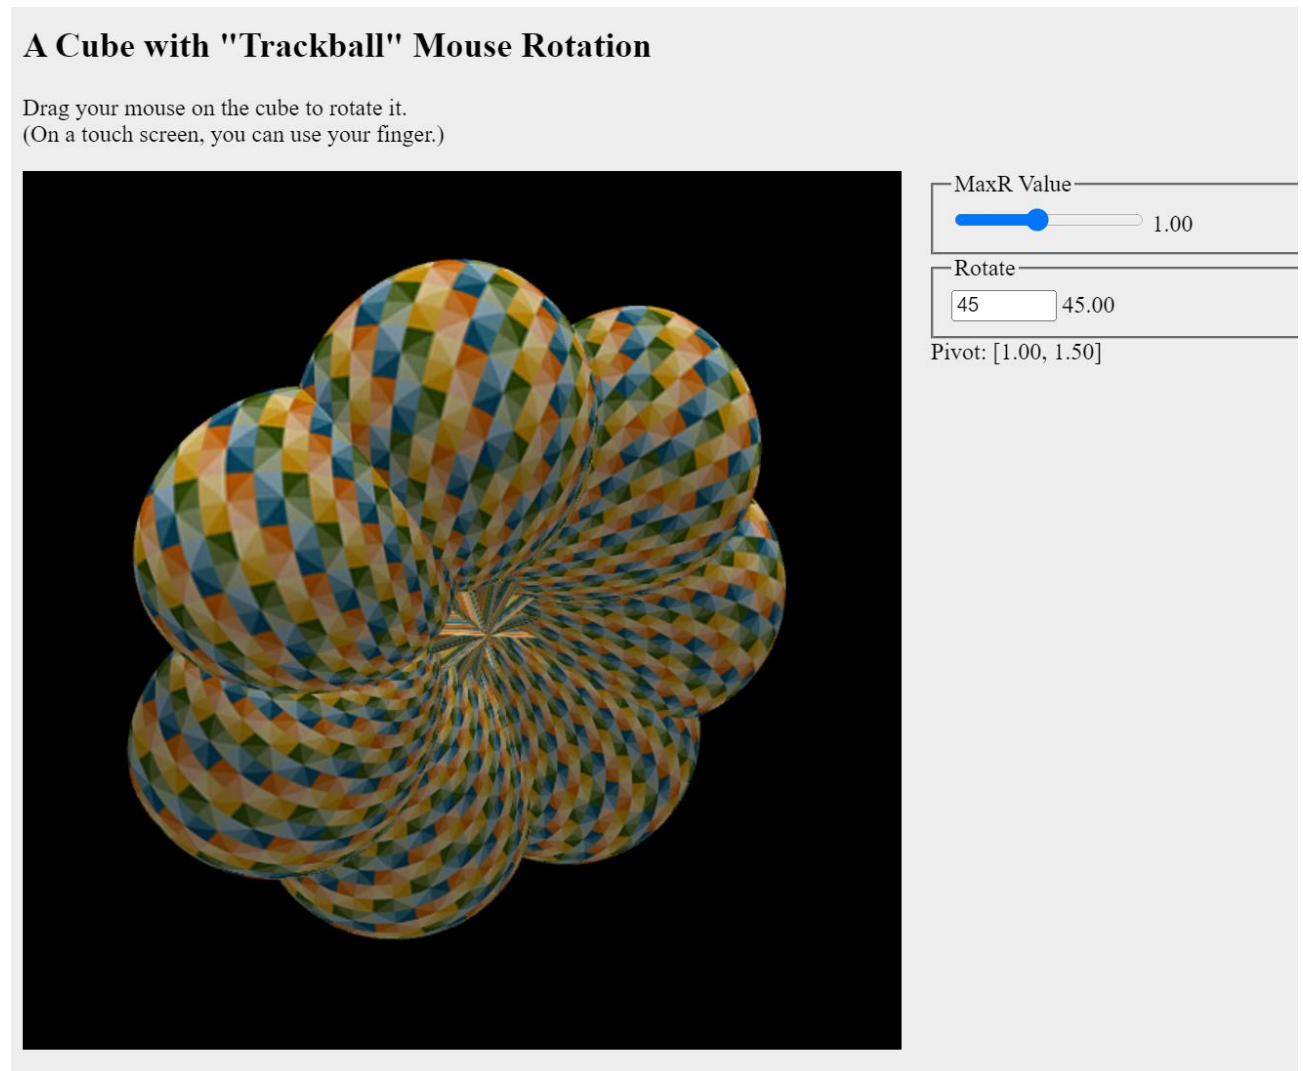 A Cube with "Trackball" Mouse Rotation
Drag your mouse on the cube to rotate it.
(On a touch screen, you can use your finger.)
MaxR Value
1.00
Rotate
45 45.00
Pivot: [1.00, 1.50]